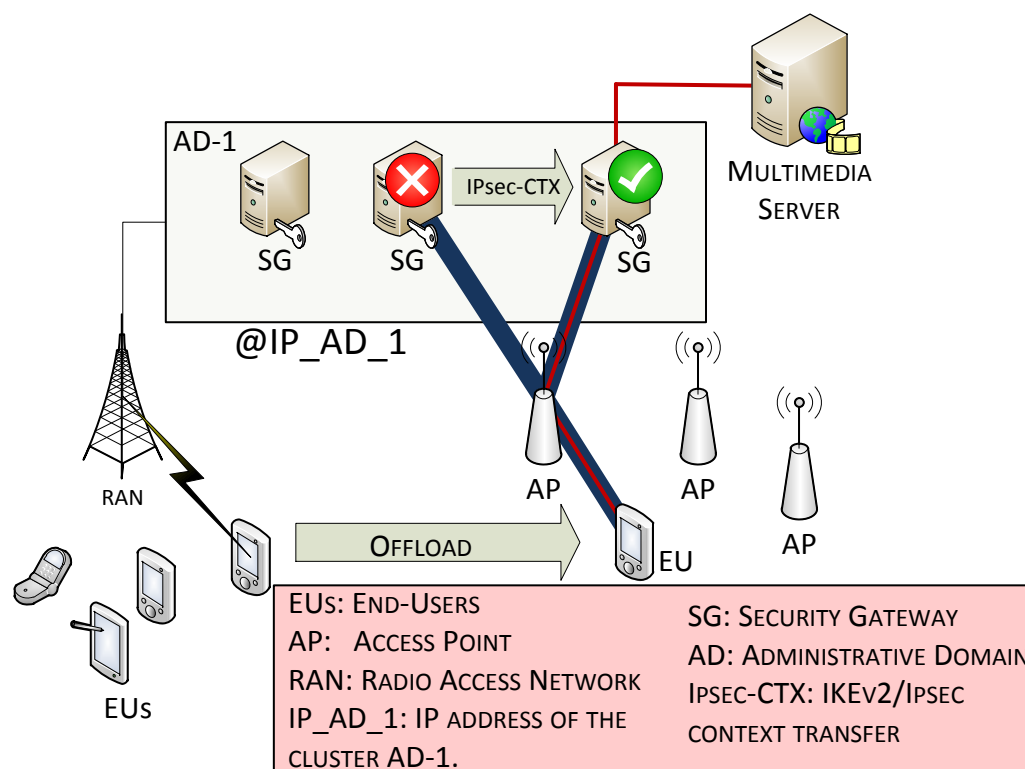 AD-1
IPsec-CTX
SG
SG
SG
MULTIMEDIA
SERVER
@IP_AD_1
RAN
AP
AP
AP
OFFLOAD
EU
EUs
EUs: END-USERS
AP: ACCESS POINT
RAN: RADIO ACCESS NETWORK
IP_AD_1: IP ADDRESS OF THE
CLUSTER AD-1.
SG: SECURITY GATEWAY
AD: ADMINISTRATIVE DOMAIN
IPSEC-CTX: IKEV2/IPSEC
CONTEXT TRANSFER